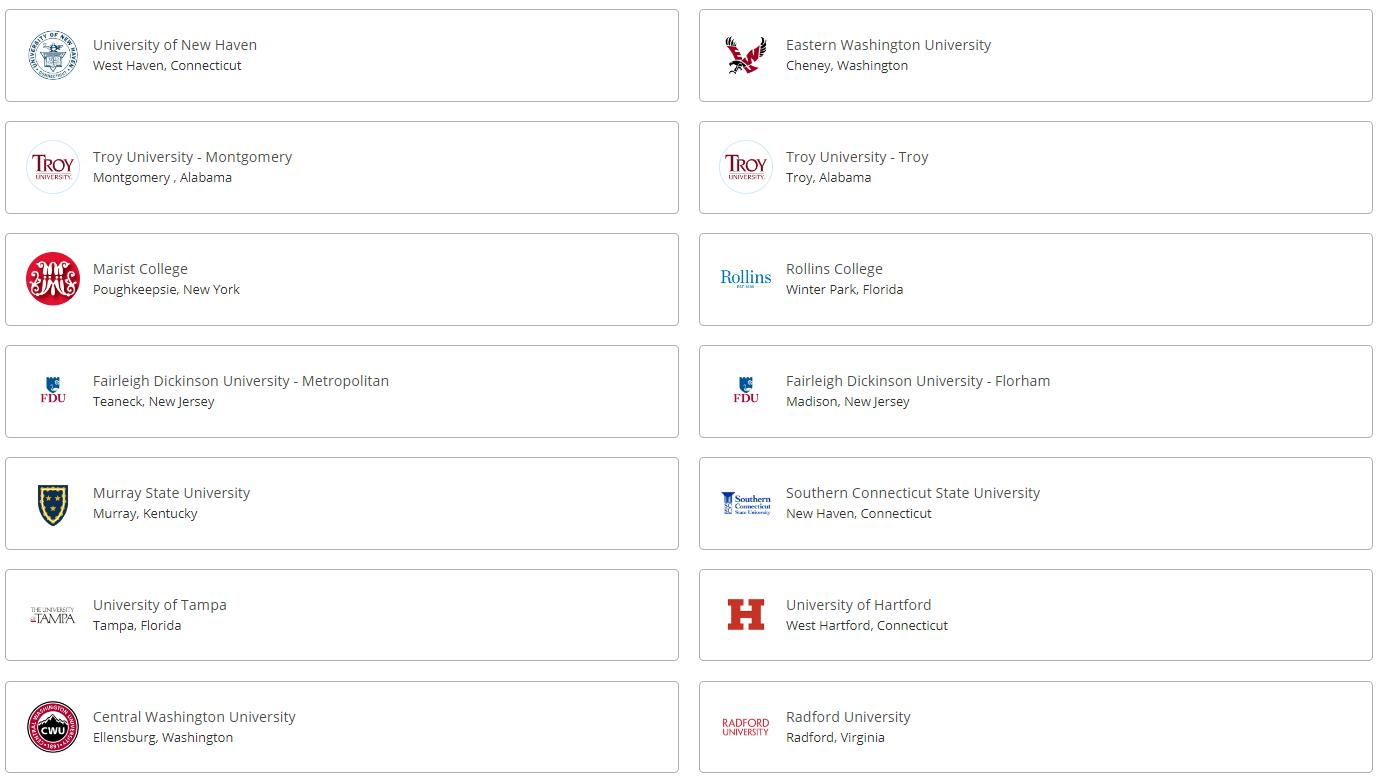 UNIVERSITY OF NEW HAVEN
CONNECTICUT
University of New Haven
West Haven, Connecticut
Eastern Washington University
Cheney, Washington
TROY
UNIVERSITY
Troy University - Montgomery
Montgomery , Alabama
TROY
UNIVERSITY
Troy University - Troy
Troy, Alabama
Marist College
Poughkeepsie, New York
Rollins
Rollins College
Winter Park, Florida
FDU
Fairleigh Dickinson University - Metropolitan
Teaneck, New Jersey
FDU
Fairleigh Dickinson University - Florham
Madison, New Jersey
Murray State University
Murray, Kentucky
Southern
Connecticut
State University
Southern Connecticut State University
New Haven, Connecticut
THE UNIVERSITY
of TAMPA
University of Tampa
Tampa, Florida
H
University of Hartford
West Hartford, Connecticut
CENTRAL WASHINGTON UNIVERSITY
CWU
1891
Central Washington University
Ellensburg, Washington
RADFORD
UNIVERSITY
Radford University
Radford, Virginia